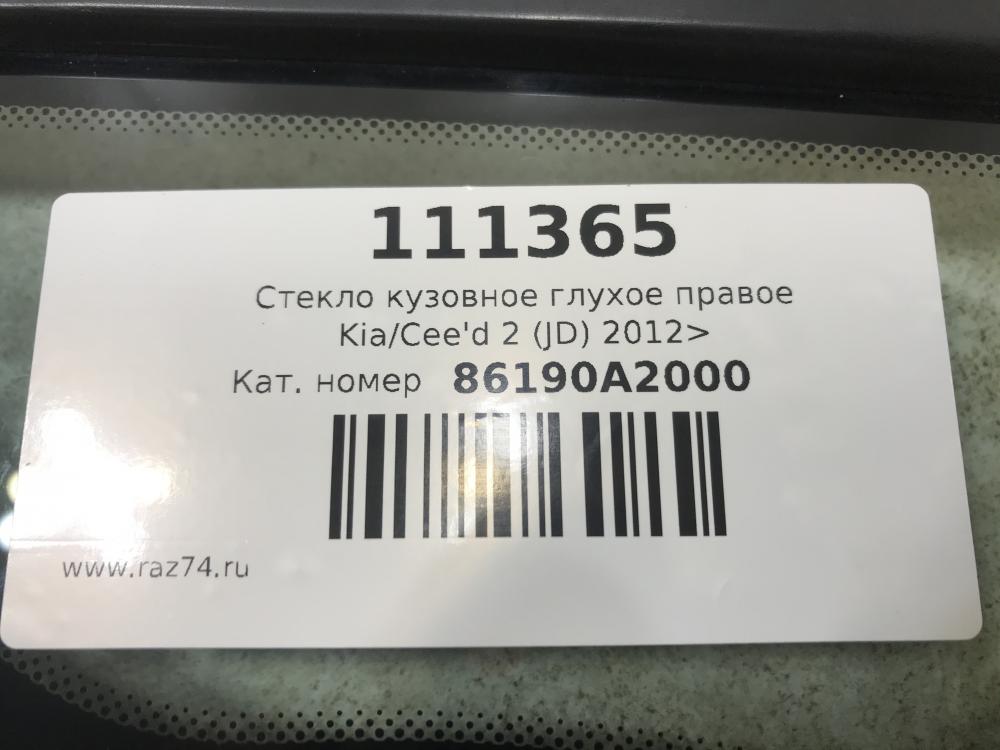 111365
Стекло кузовное глухое правое
Kia/Cee'd 2 (JD) 2012>
Кат. номер 86190A2000
www.raz74.ru